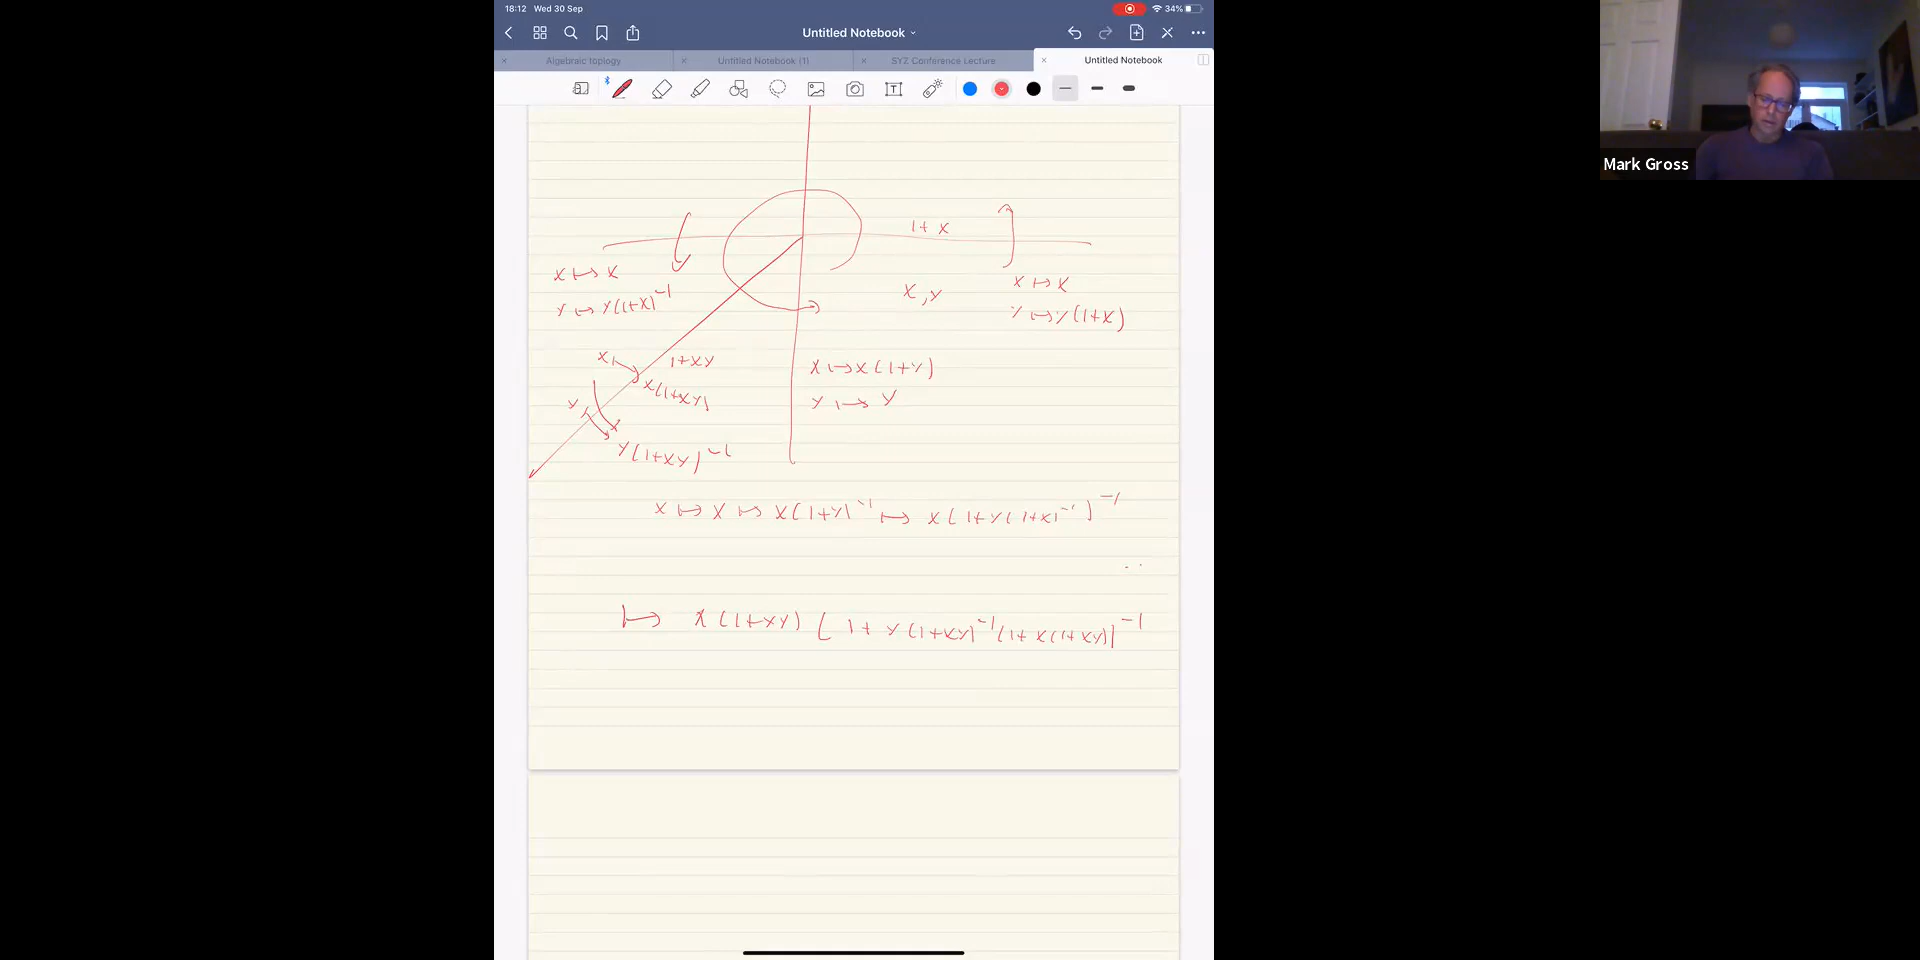 18:12 Wed 30 Sep
34%
Untitled Notebook
Algebraic toplogy
Untitled Notebook (1)
SYZ Conference Lecture
Untitled Notebook
Mark Gross
1+x
x ↦ x
y ↦ y(1+x)⁻¹
x, y
x ↦ x
y ↦ y(1+x)
x ↦ x(1+xy)
1+xy
y ↦ y(1+xy)⁻¹
x ↦ x(1+y)
y ↦ y
x ↦ x ↦ x(1+y)⁻¹ ↦ x(1+y(1+x)⁻¹)⁻¹
↦ x(1+xy) (1+y(1+xy)⁻¹(1+x(1+xy))⁻¹